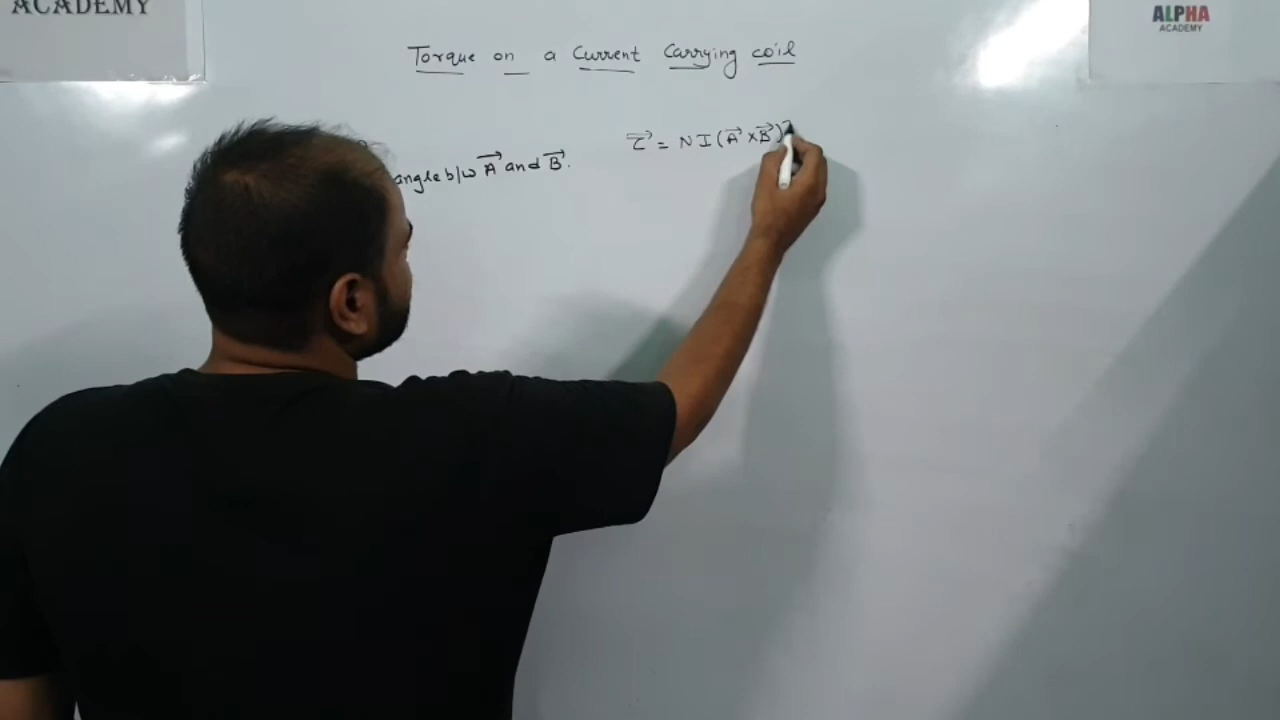 ACADEMY
ALPHA
ACADEMY
Torque on a Current Carrying coil
τ⃗ = NI(A⃗ × B⃗)
angle b/w A⃗ and B⃗.